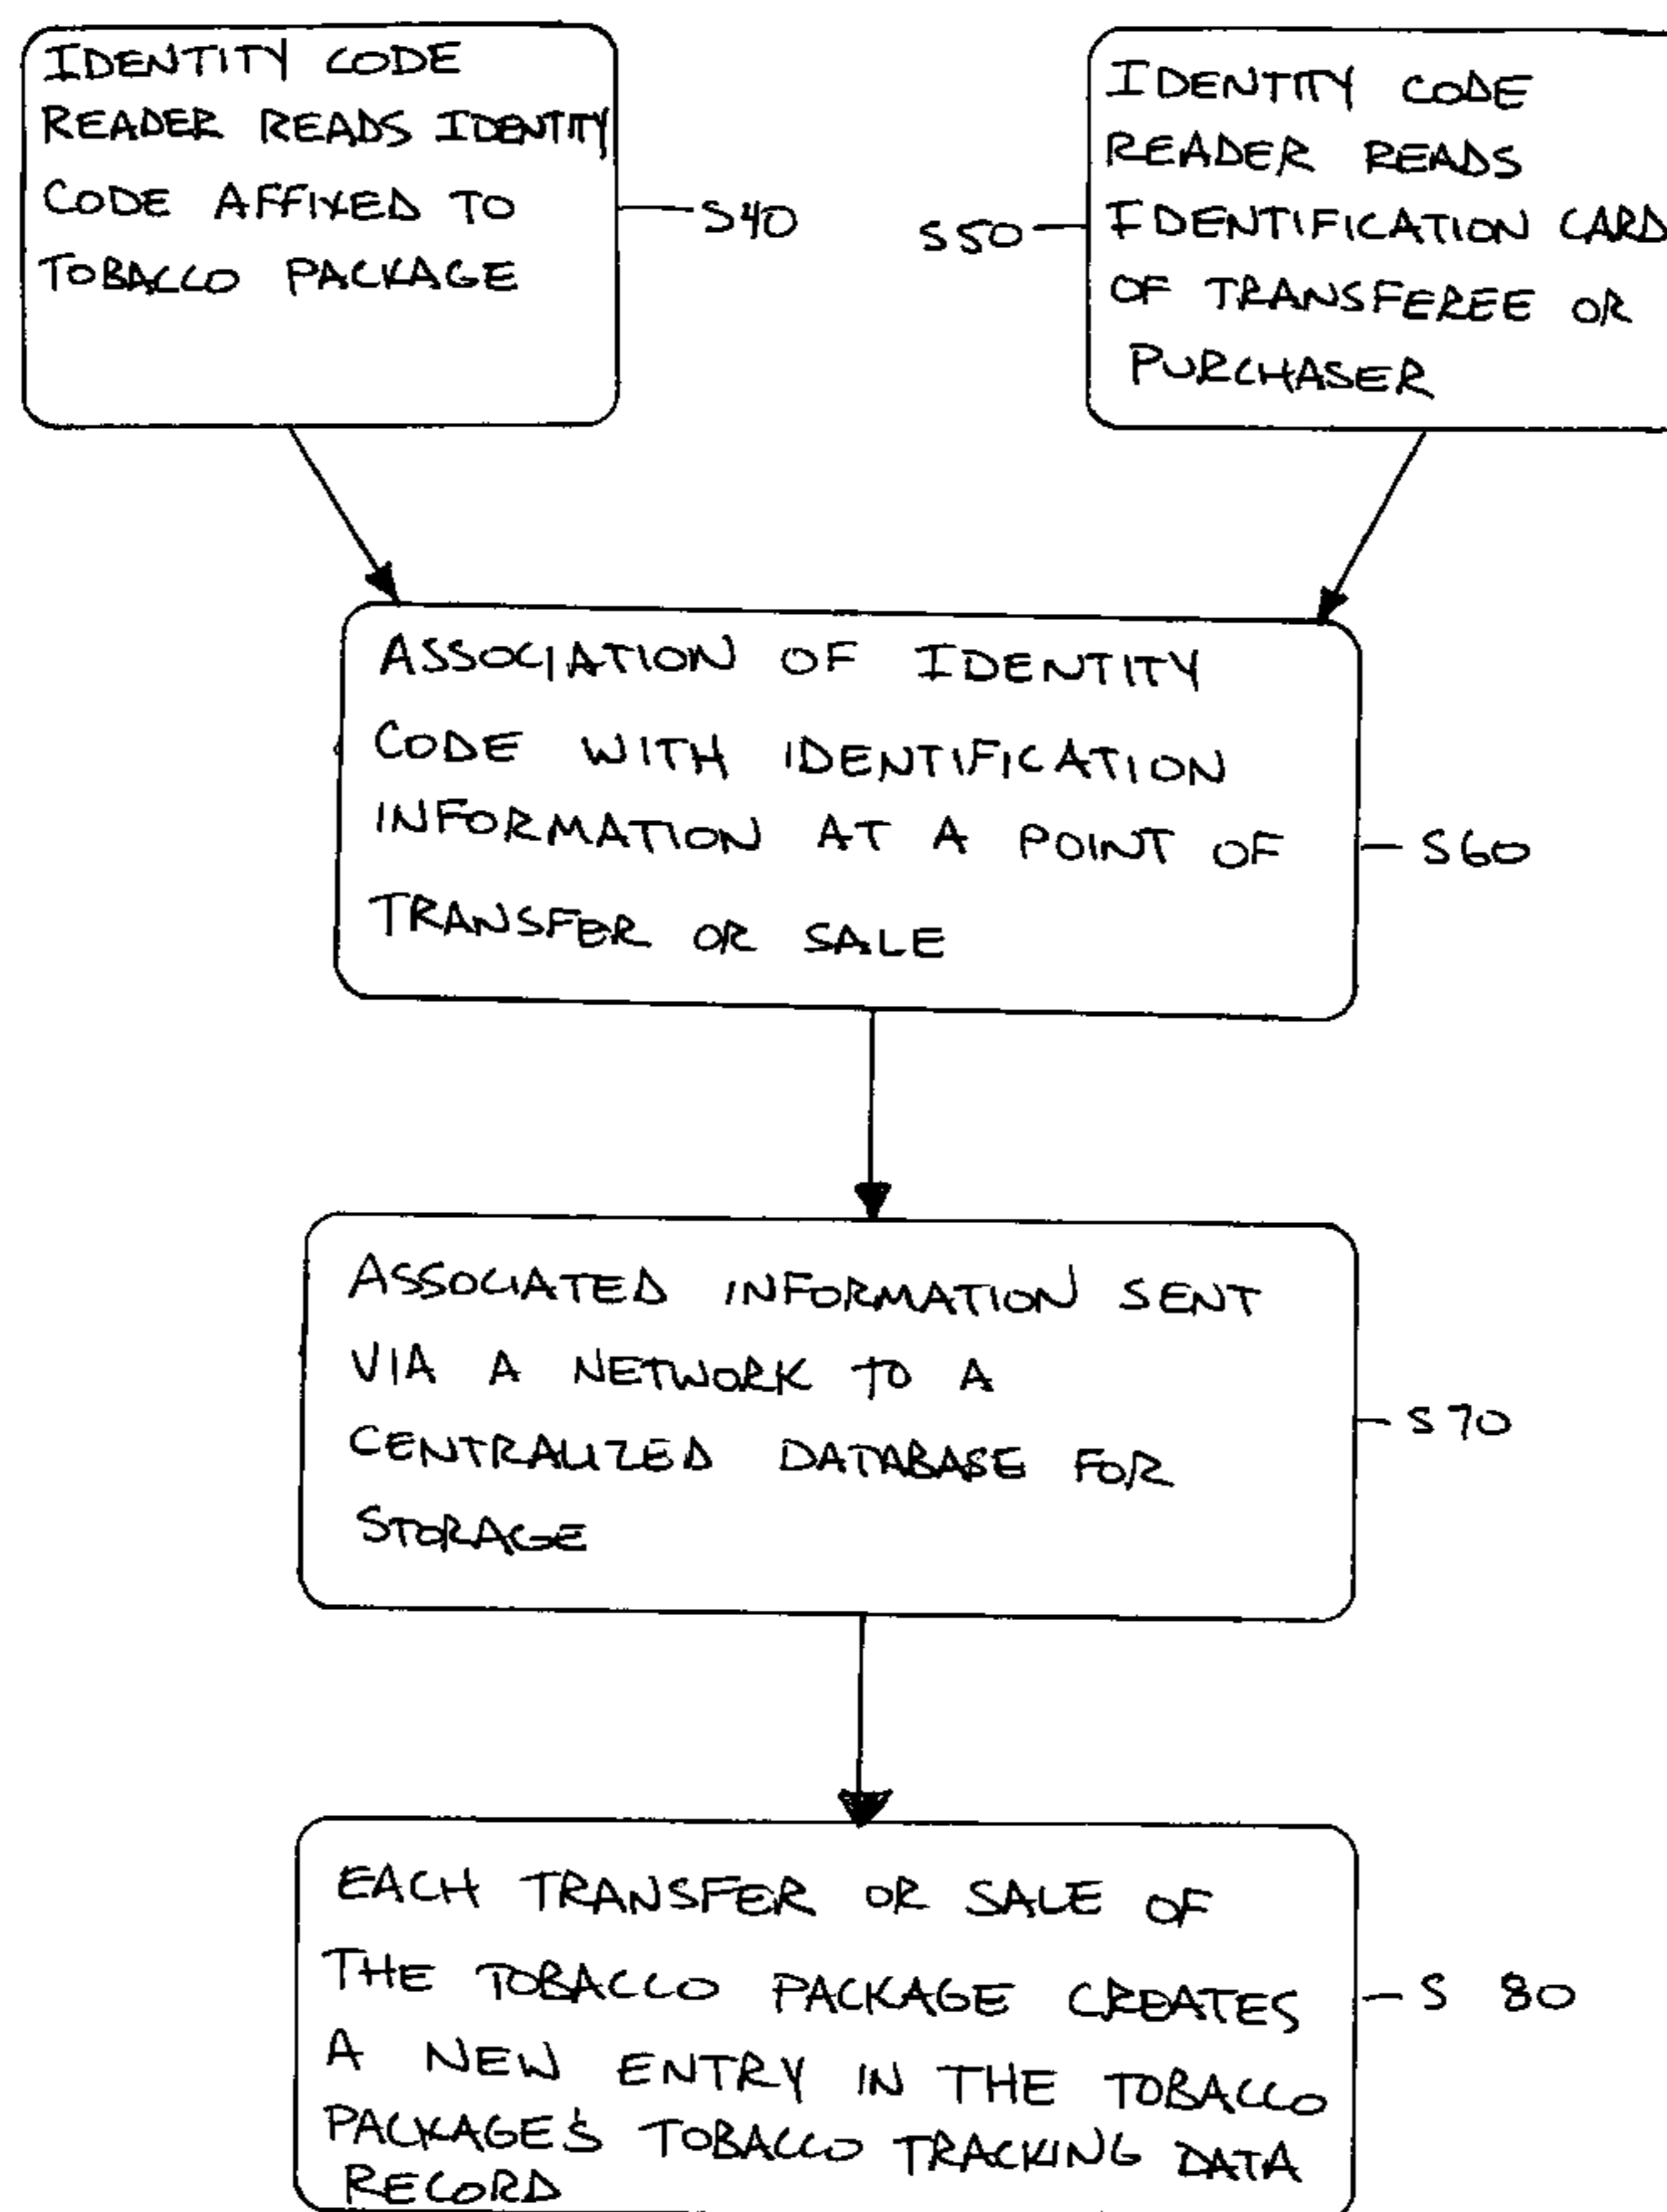 IDENTITY CODE
READER READS IDENTITY
CODE AFFIXED TO
TOBACCO PACKAGE
S40
S50
IDENTITY CODE
READER READS
IDENTIFICATION CARD
OF TRANSFEREE OR
PURCHASER
ASSOCIATION OF IDENTITY
CODE WITH IDENTIFICATION
INFORMATION AT A POINT OF
TRANSFER OR SALE
S60
ASSOCIATED INFORMATION SENT
VIA A NETWORK TO A
CENTRALIZED DATABASE FOR
STORAGE
S70
EACH TRANSFER OR SALE OF
THE TOBACCO PACKAGE CREATES
A NEW ENTRY IN THE TOBACCO
PACKAGE'S TOBACCO TRACKING DATA
RECORD
S 80